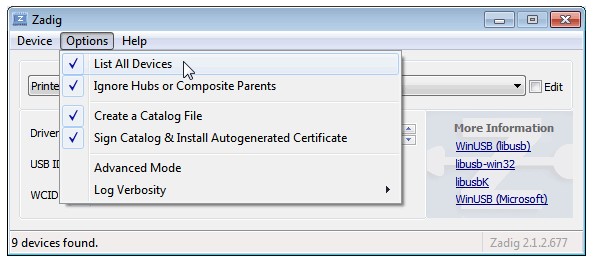 Zadig
Device Options Help
List All Devices
Ignore Hubs or Composite Parents
Create a Catalog File
Sign Catalog & Install Autogenerated Certificate
Advanced Mode
Log Verbosity
Printe
Edit
Driver
USB ID
WCID
More Information
WinUSB (libusb)
libusb-win32
libusbK
WinUSB (Microsoft)
9 devices found.
Zadig 2.1.2.677